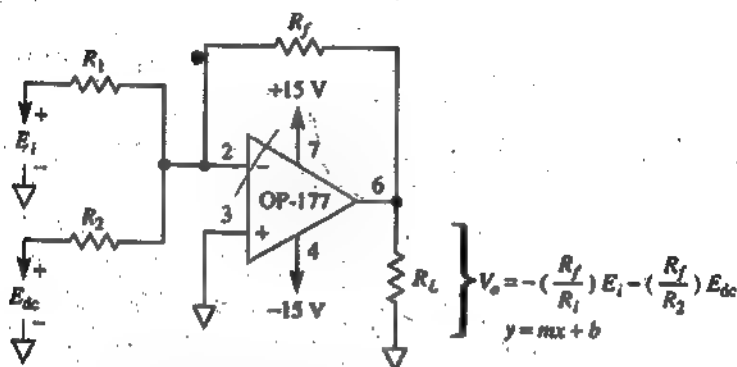 R_f
R_1
+15 V
+
E_i
-
2
-
7
OP-177
6
R_2
3
+
4
+
E_dc
-
-15 V
R_L
V_o = -(R_f/R_i) E_i - (R_f/R_2) E_dc
y = mx + b